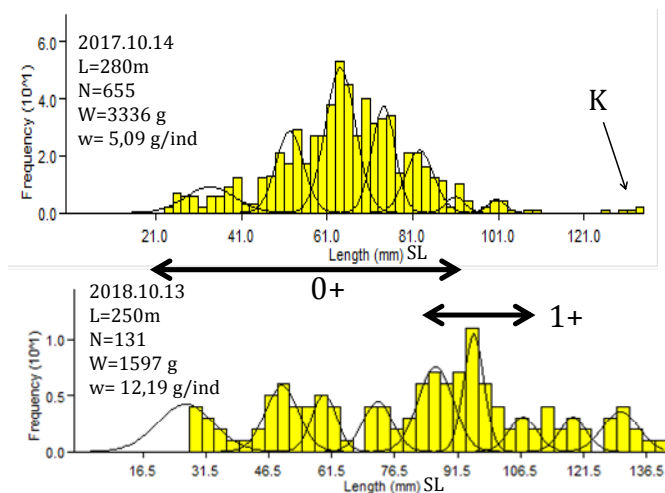 6.0
4.0
2.0
0.0
Frequency (10^1)
2017.10.14
L=280m
N=655
W=3336 g
w= 5,09 g/ind
K
21.0 41.0 61.0 81.0 101.0 121.0
Length (mm) SL
0+
1+
1.0
0.5
0.0
Frequency (10^1)
2018.10.13
L=250m
N=131
W=1597 g
w= 12,19 g/ind
16.5 31.5 46.5 61.5 76.5 91.5 106.5 121.5 136.5
Length (mm) SL